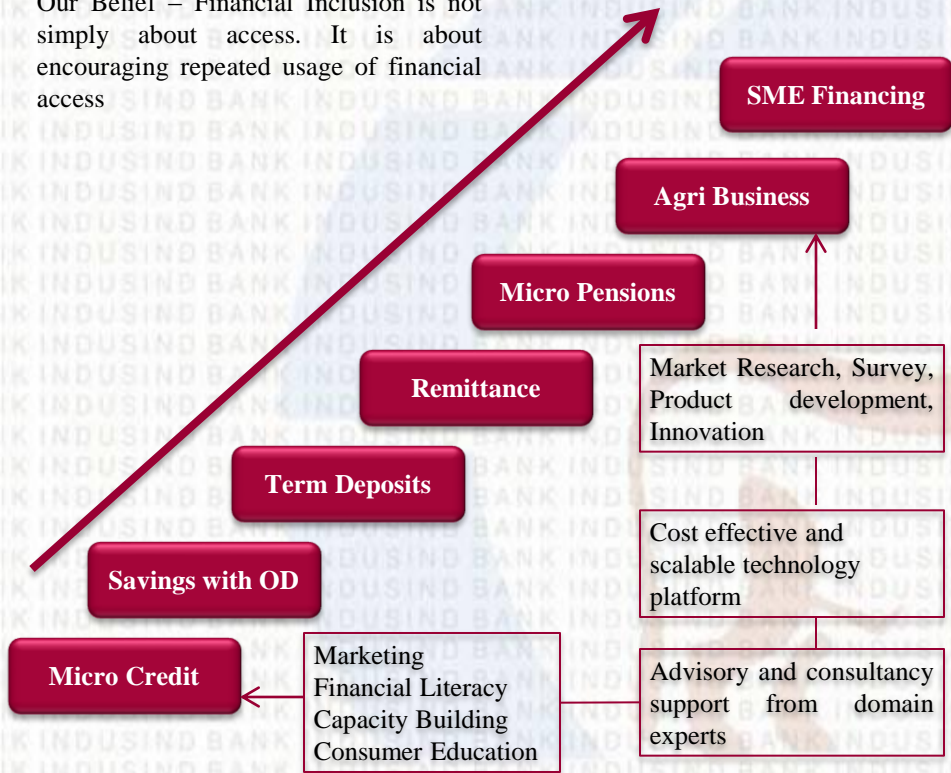 Our Belief – Financial Inclusion is not
simply about access. It is about
encouraging repeated usage of financial
access
SME Financing
Agri Business
Micro Pensions
Remittance
Term Deposits
Savings with OD
Micro Credit
Market Research, Survey,
Product development,
Innovation
Cost effective and
scalable technology
platform
Advisory and consultancy
support from domain
experts
Marketing
Financial Literacy
Capacity Building
Consumer Education
INDUSIND BANK